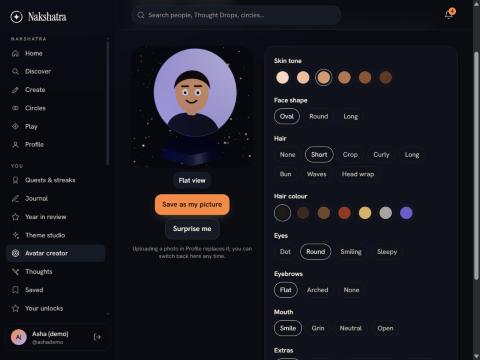 Nakshatra
Search people, Thought Drops, circles...
4
NAKSHATRA
Home
Discover
Create
Circles
Play
Profile
YOU
Quests & streaks
Journal
Year in review
Theme studio
Avatar creator
Thoughts
Saved
Your unlocks
A(
Asha (demo)
@ashademo
Flat view
Save as my picture
Surprise me
Uploading a photo in Profile replaces it; you can
switch back here any time.
Skin tone
Face shape
Oval Round Long
Hair
None Short Crop Curly Long
Bun Waves Head wrap
Hair colour
Eyes
Dot Round Smiling Sleepy
Eyebrows
Flat Arched None
Mouth
Smile Grin Neutral Open
Extras